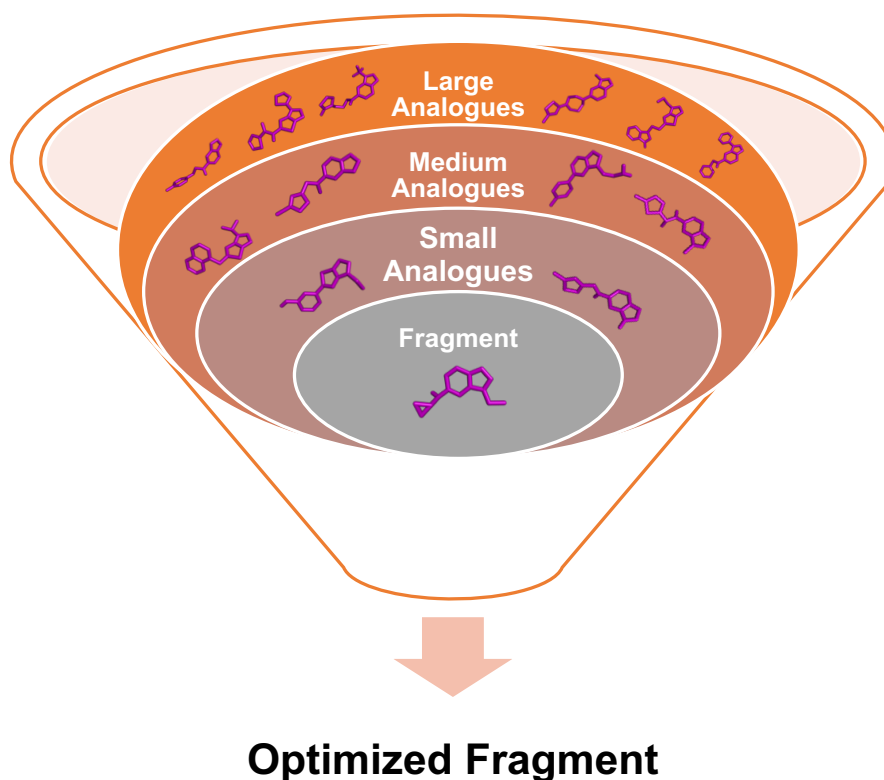 Large
Analogues
Medium
Analogues
Small
Analogues
Fragment
Optimized Fragment